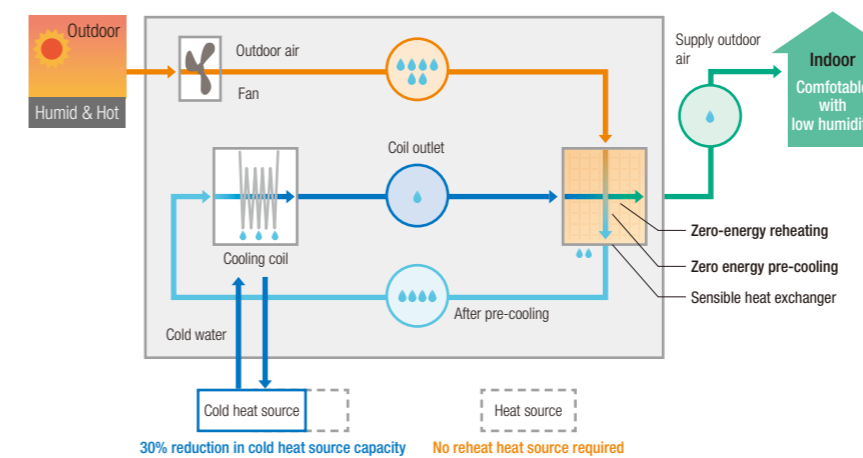 Outdoor
Humid & Hot
Outdoor air
Fan
Supply outdoor
air
Indoor
Comfotable
with
low humidit
Coil outlet
Cooling coil
Zero-energy reheating
Zero energy pre-cooling
Sensible heat exchanger
After pre-cooling
Cold water
Cold heat source
Heat source
30% reduction in cold heat source capacity
No reheat heat source required